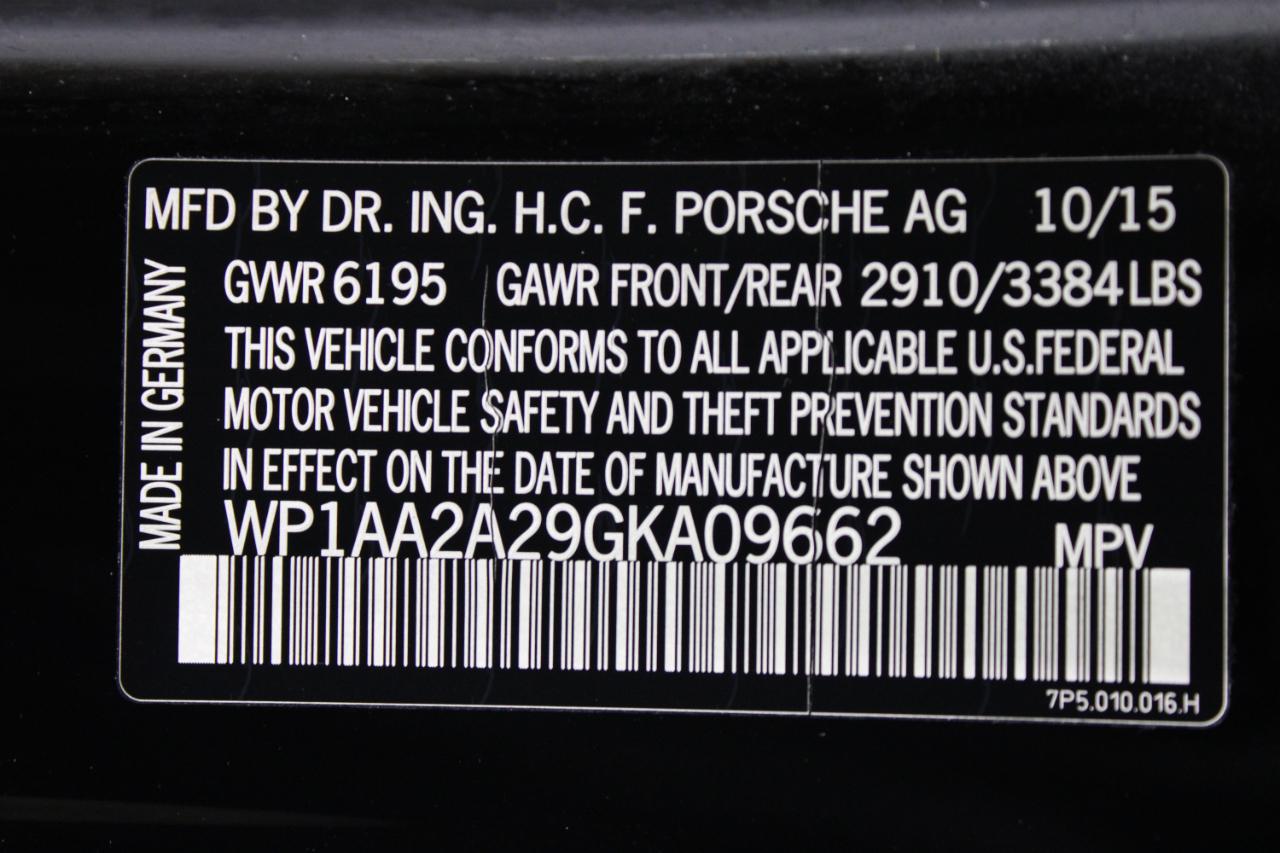 MFD BY DR. ING. H.C. F. PORSCHE AG 10/15
GVWR 6195 GAWR FRONT/REAR 2910/3384 LBS
THIS VEHICLE CONFORMS TO ALL APPLICABLE U.S.FEDERAL
MOTOR VEHICLE SAFETY AND THEFT PREVENTION STANDARDS
IN EFFECT ON THE DATE OF MANUFACTURE SHOWN ABOVE
WP1AA2A29GKA09662 MPV
7P5.010.016.H
MADE IN GERMANY